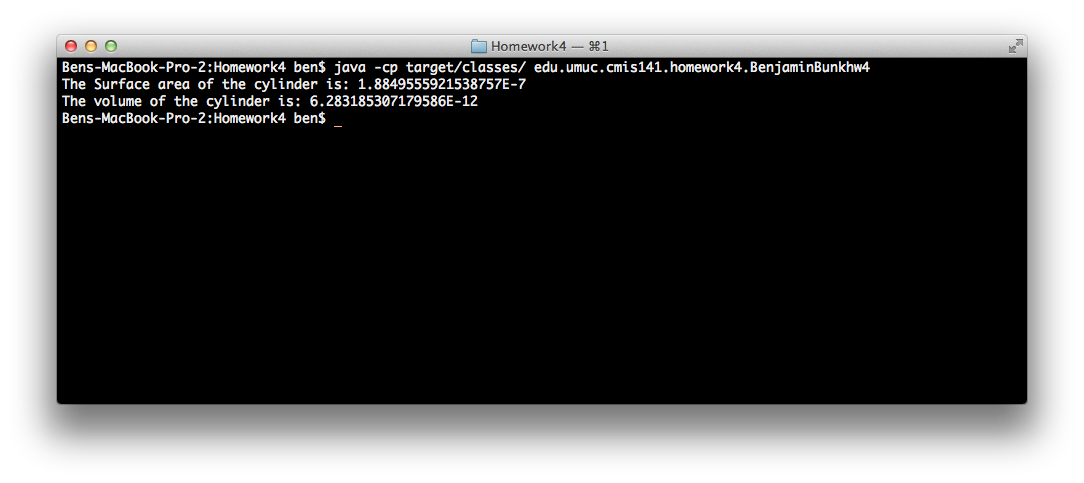 Homework4 — ⌘1
Bens-MacBook-Pro-2:Homework4 ben$ java -cp target/classes/ edu.umuc.cmis141.homework4.BenjaminBunkhw4
The Surface area of the cylinder is: 1.8849555921538757E-7
The volume of the cylinder is: 6.283185307179586E-12
Bens-MacBook-Pro-2:Homework4 ben$ _